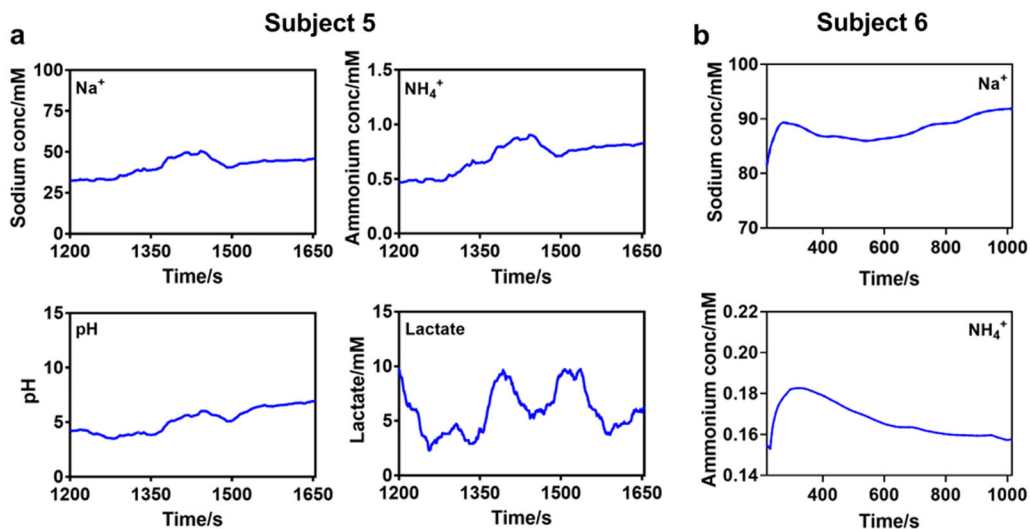 a
Subject 5
b
Subject 6
Na+
Sodium conc/mM
100
75
50
25
0
1200 1350 1500 1650
Time/s
NH4+
Ammonium conc/mM
1.5
1.0
0.5
0.0
1200 1350 1500 1650
Time/s
Na+
Sodium conc/mM
100
90
80
70
400 600 800 1000
Time/s
pH
pH
15
10
5
0
1200 1350 1500 1650
Time/s
Lactate
Lactate/mM
15
10
5
0
1200 1350 1500 1650
Time/s
NH4+
Ammonium conc/mM
0.22
0.20
0.18
0.16
0.14
400 600 800 1000
Time/s